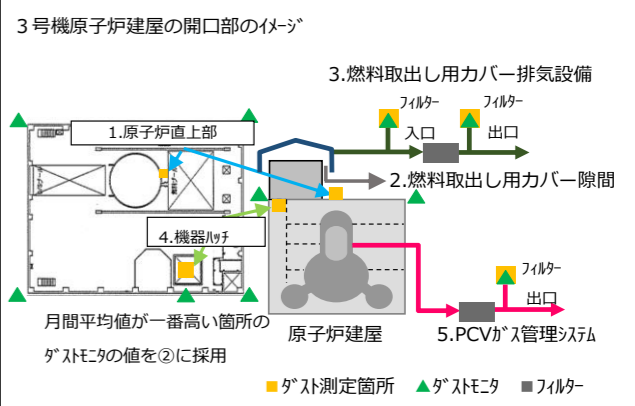 ３号機原子炉建屋の開口部のｲﾒｰｼﾞ
3.燃料取出し用カバー排気設備
ﾌｨﾙﾀｰ
ﾌｨﾙﾀｰ
1.原子炉直上部
入口
出口
2.燃料取出し用カバー隙間
4.機器ﾊｯﾁ
ﾌｨﾙﾀｰ
出口
月間平均値が一番高い箇所の
ﾀﾞｽﾄﾓﾆﾀの値を②に採用
原子炉建屋
5.PCVｶﾞｽ管理ｼｽﾃﾑ
ﾀﾞｽﾄ測定箇所
ﾀﾞｽﾄﾓﾆﾀ
ﾌｨﾙﾀｰ